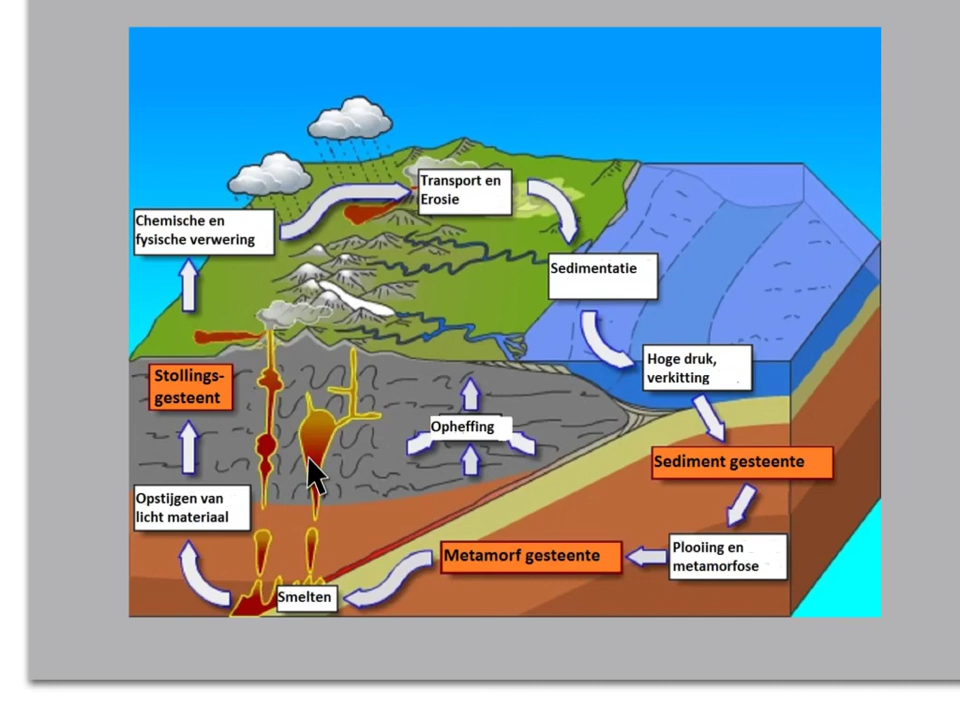 Transport en
Erosie
Chemische en
fysische verwering
Sedimentatie
Hoge druk,
verkitting
Stollings-
gesteent
Opheffing
Sediment gesteente
Opstijgen van
licht materiaal
Plooiing en
metamorfose
Metamorf gesteente
Smelten